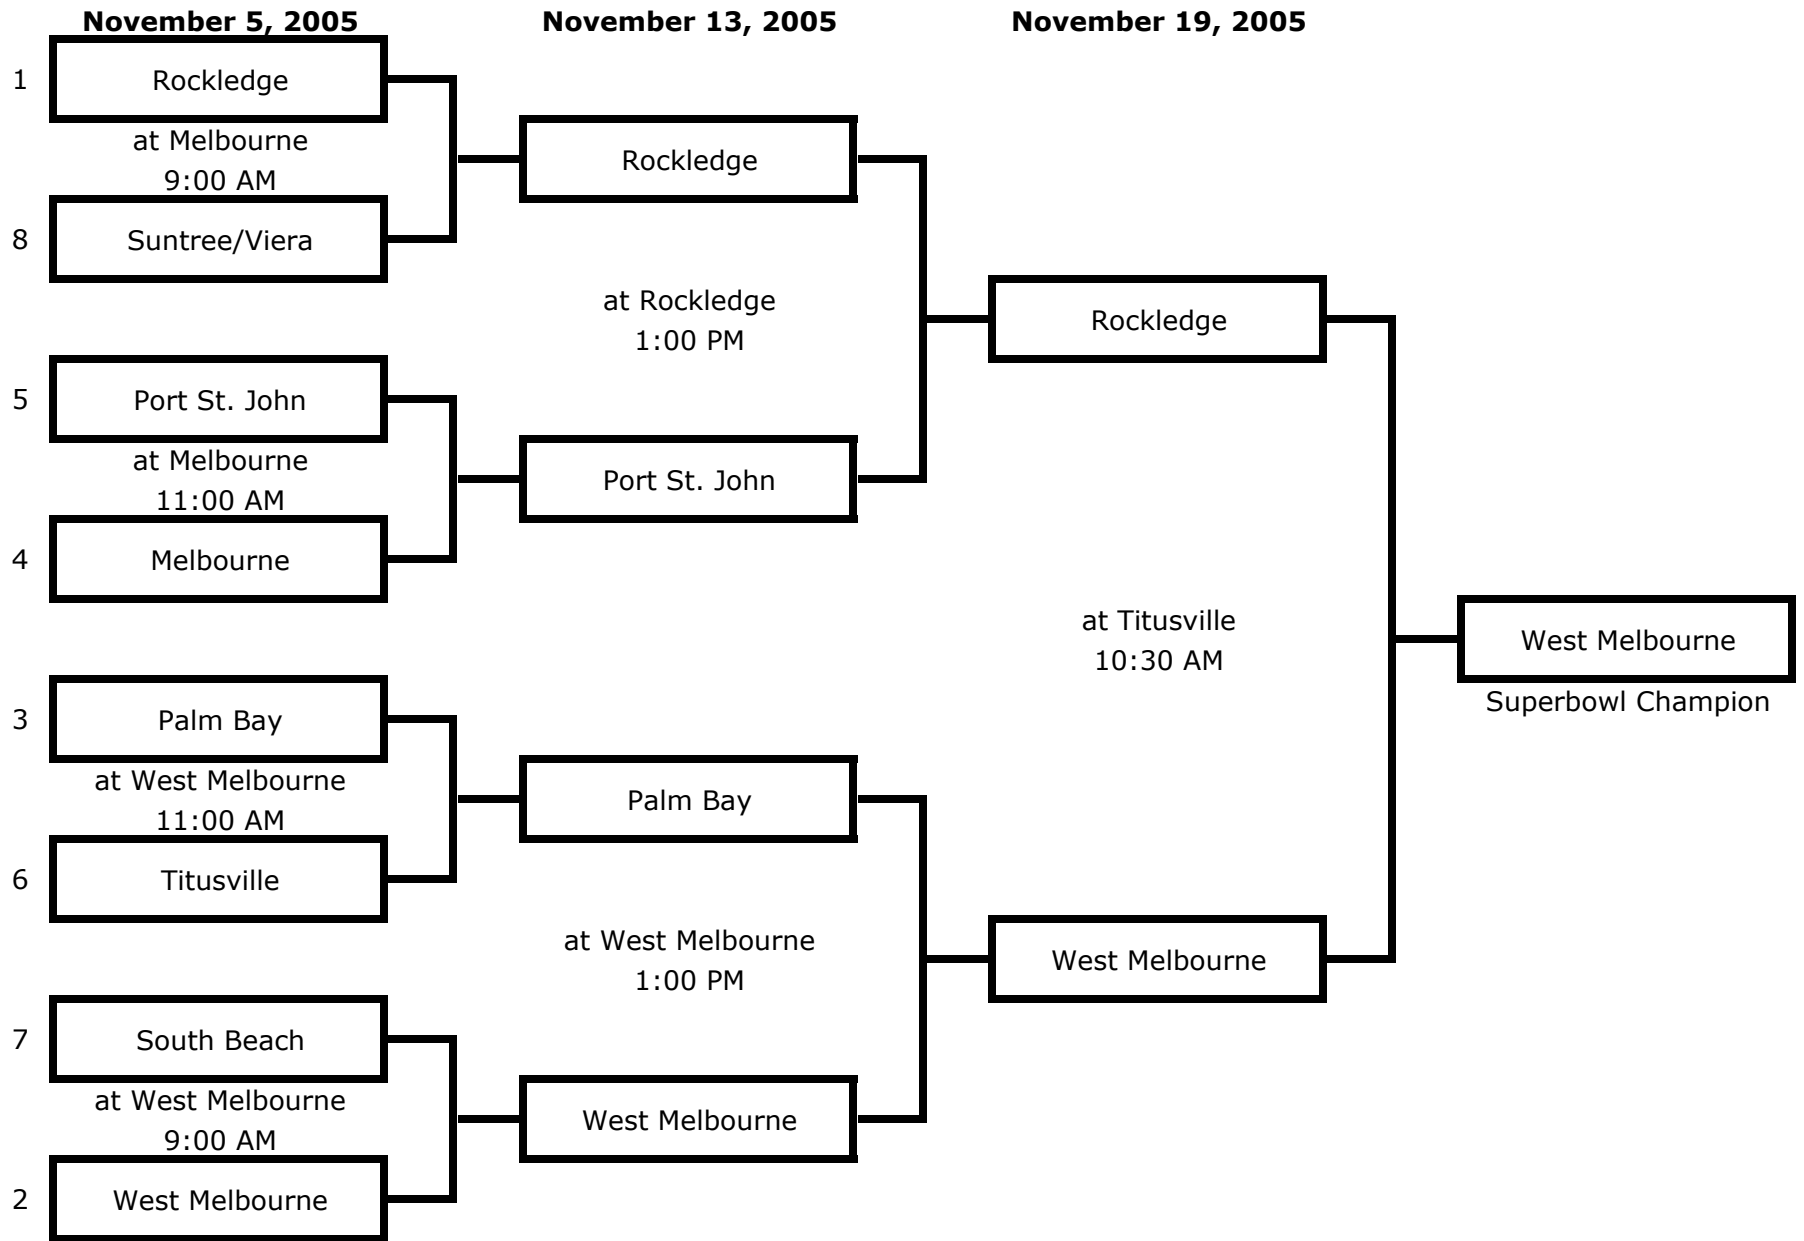 November 5, 2005
November 13, 2005
November 19, 2005
1
Rockledge
at Melbourne
9:00 AM
8
Suntree/Viera
5
Port St. John
at Melbourne
11:00 AM
4
Melbourne
3
Palm Bay
at West Melbourne
11:00 AM
6
Titusville
7
South Beach
at West Melbourne
9:00 AM
2
West Melbourne
Rockledge
at Rockledge
1:00 PM
Port St. John
Palm Bay
at West Melbourne
1:00 PM
West Melbourne
Rockledge
at Titusville
10:30 AM
West Melbourne
West Melbourne
Superbowl Champion